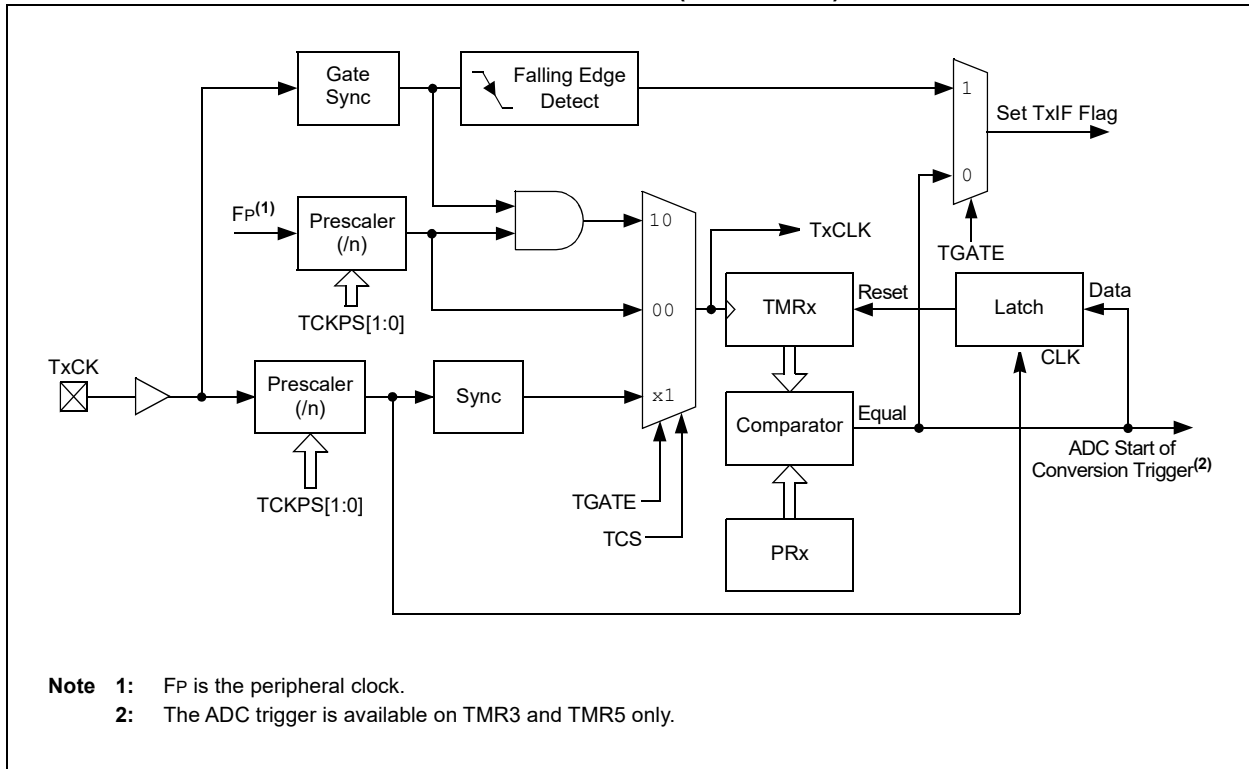 Gate
Sync
Falling Edge
Detect
1
Set TxIF Flag
0
FP(1)
Prescaler
(/n)
10
TxCLK
TGATE
TCKPS[1:0]
00
TMRx
Reset
Latch
Data
CLK
TxCK
Prescaler
(/n)
Sync
x1
Comparator
Equal
ADC Start of
Conversion Trigger(2)
TCKPS[1:0]
TGATE
TCS
PRx
Note 1: FP is the peripheral clock.
2: The ADC trigger is available on TMR3 and TMR5 only.